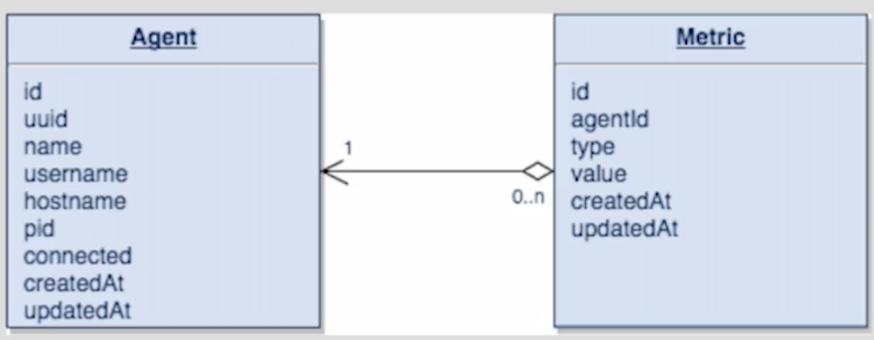 Agent
id
uuid
name
username
hostname
pid
connected
createdAt
updatedAt
1
0..n
Metric
id
agentId
type
value
createdAt
updatedAt